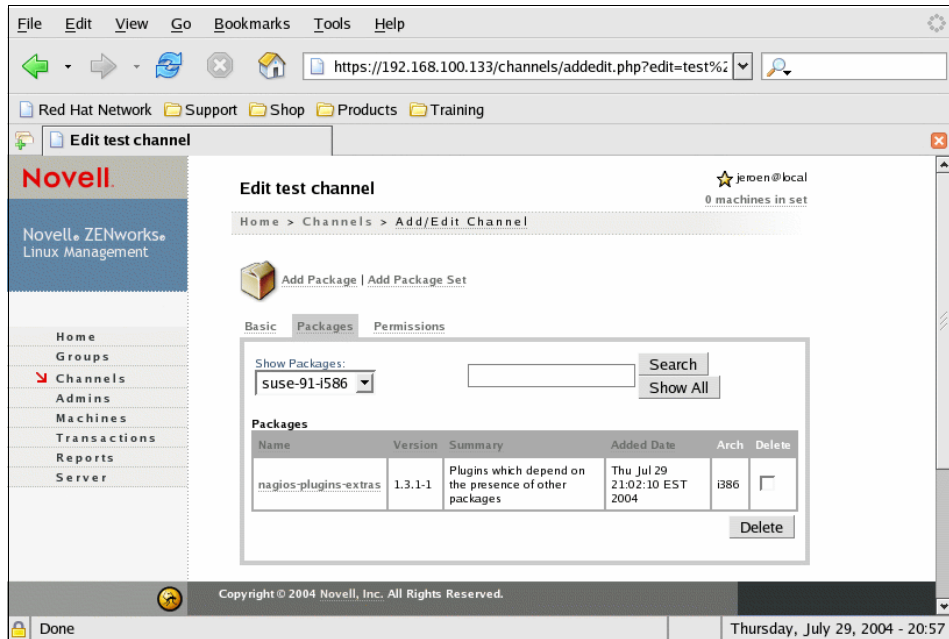 File Edit View Go Bookmarks Tools Help
https://192.168.100.133/channels/addedit.php?edit=test%2
Red Hat Network Support Shop Products Training
Edit test channel
Novell.
Novell® ZENworks®
Linux Management
Home
Groups
Channels
Admins
Machines
Transactions
Reports
Server
Edit test channel
jeroen@local
0 machines in set
Home > Channels > Add/Edit Channel
Add Package | Add Package Set
Basic Packages Permissions
Show Packages:
suse-91-i586
Search
Show All
Packages
Name Version Summary Added Date Arch Delete
nagios-plugins-extras 1.3.1-1 Plugins which depend on the presence of other packages Thu Jul 29 21:02:10 EST 2004 i386
Delete
Copyright © 2004 Novell, Inc. All Rights Reserved.
Done
Thursday, July 29, 2004 - 20:57